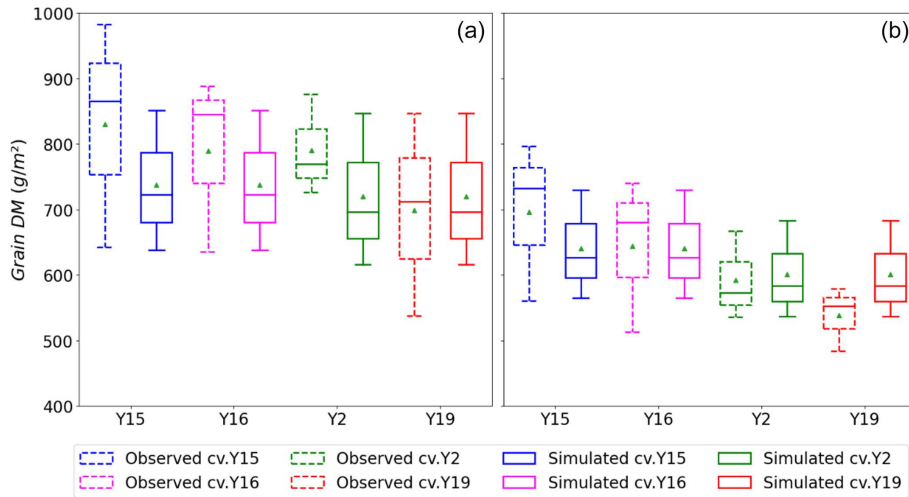 (a)
(b)
1000
900
800
700
600
500
400
Grain DM (g/m²)
Y15 Y16 Y2 Y19
Y15 Y16 Y2 Y19
Observed cv.Y15 Observed cv.Y2 Simulated cv.Y15 Simulated cv.Y2
Observed cv.Y16 Observed cv.Y19 Simulated cv.Y16 Simulated cv.Y19